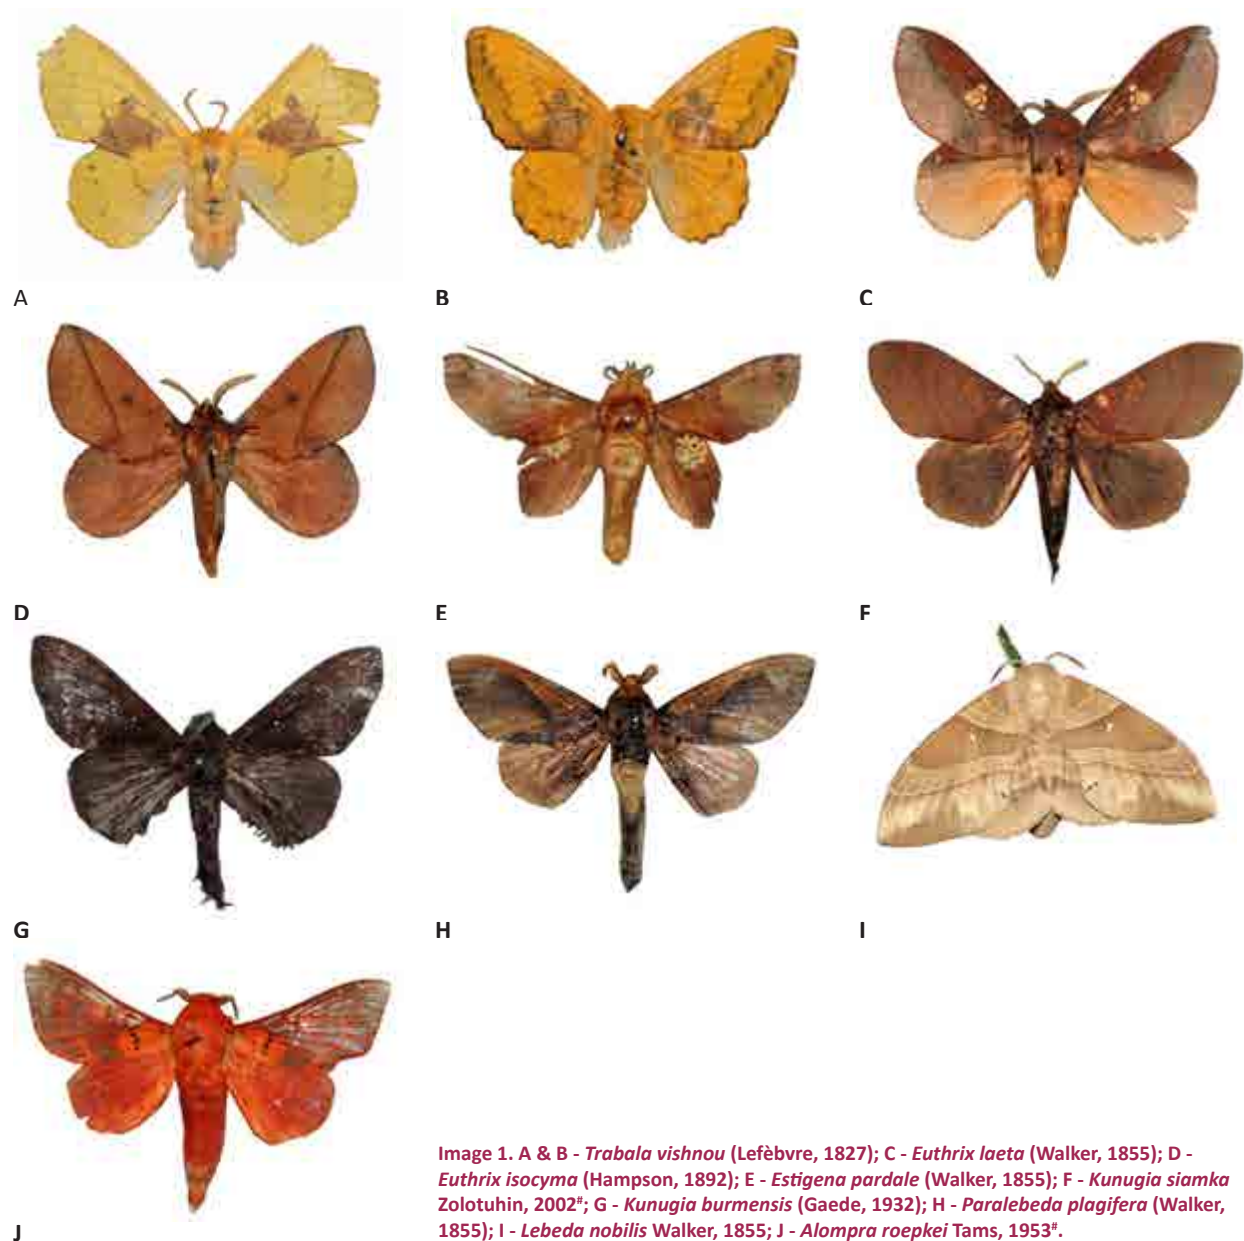 A
B
C
D
E
F
G
H
I
J
Image 1. A & B - Trabala vishnou (Lefèbvre, 1827); C - Euthrix laeta (Walker, 1855); D -
Euthrix isocyma (Hampson, 1892); E - Estigena pardale (Walker, 1855); F - Kunugia siamka
Zolotuhin, 2002#; G - Kunugia burmensis (Gaede, 1932); H - Paralebeda plagifera (Walker,
1855); I - Lebeda nobilis Walker, 1855; J - Alompra roepkei Tams, 1953#.